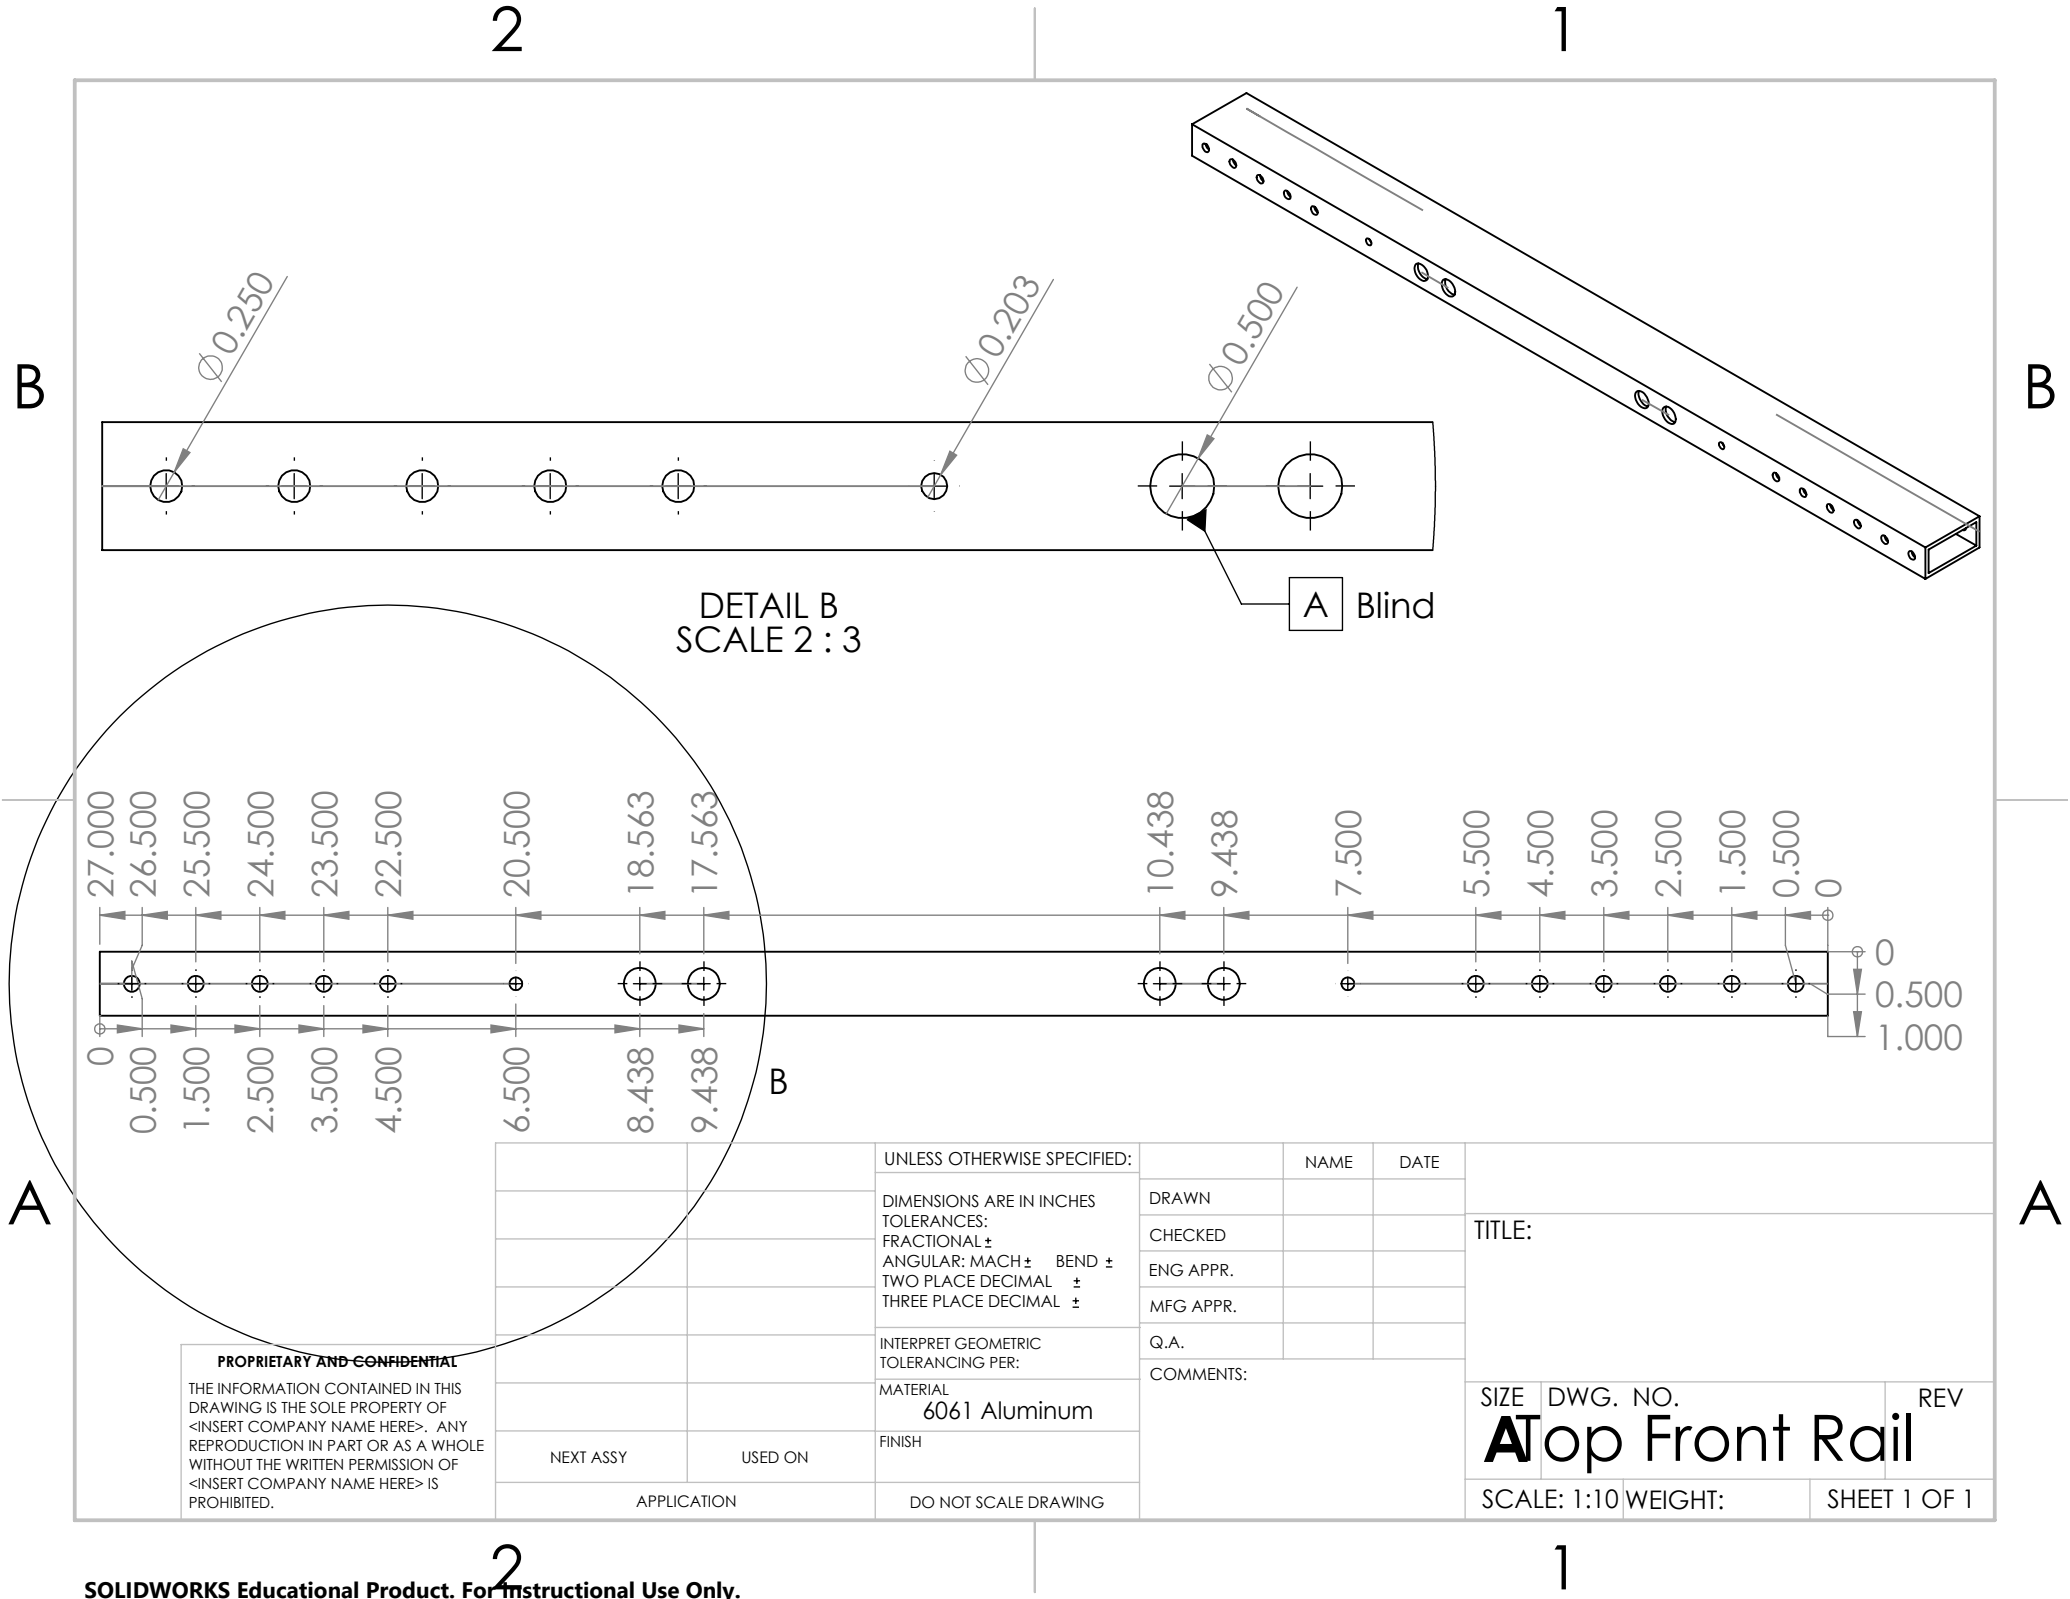 2
1
B
B
A
A
2
1
Ø0.250
Ø0.203
Ø0.500
A Blind
DETAIL B
SCALE 2 : 3
27.000
26.500
25.500
24.500
23.500
22.500
20.500
18.563
17.563
10.438
9.438
7.500
5.500
4.500
3.500
2.500
1.500
0.500
0
0
0.500
1.000
0
0.500
1.500
2.500
3.500
4.500
6.500
8.438
9.438
B
PROPRIETARY AND CONFIDENTIAL
THE INFORMATION CONTAINED IN THIS
DRAWING IS THE SOLE PROPERTY OF
<INSERT COMPANY NAME HERE>. ANY
REPRODUCTION IN PART OR AS A WHOLE
WITHOUT THE WRITTEN PERMISSION OF
<INSERT COMPANY NAME HERE> IS
PROHIBITED.
NEXT ASSY
USED ON
APPLICATION
UNLESS OTHERWISE SPECIFIED:
DIMENSIONS ARE IN INCHES
TOLERANCES:
FRACTIONAL ±
ANGULAR: MACH ± BEND ±
TWO PLACE DECIMAL ±
THREE PLACE DECIMAL ±
INTERPRET GEOMETRIC
TOLERANCING PER:
MATERIAL
6061 Aluminum
FINISH
DO NOT SCALE DRAWING
NAME
DATE
DRAWN
CHECKED
ENG APPR.
MFG APPR.
Q.A.
COMMENTS:
TITLE:
SIZE
DWG. NO.
REV
A
Top Front Rail
SCALE: 1:10
WEIGHT:
SHEET 1 OF 1
SOLIDWORKS Educational Product. For Instructional Use Only.